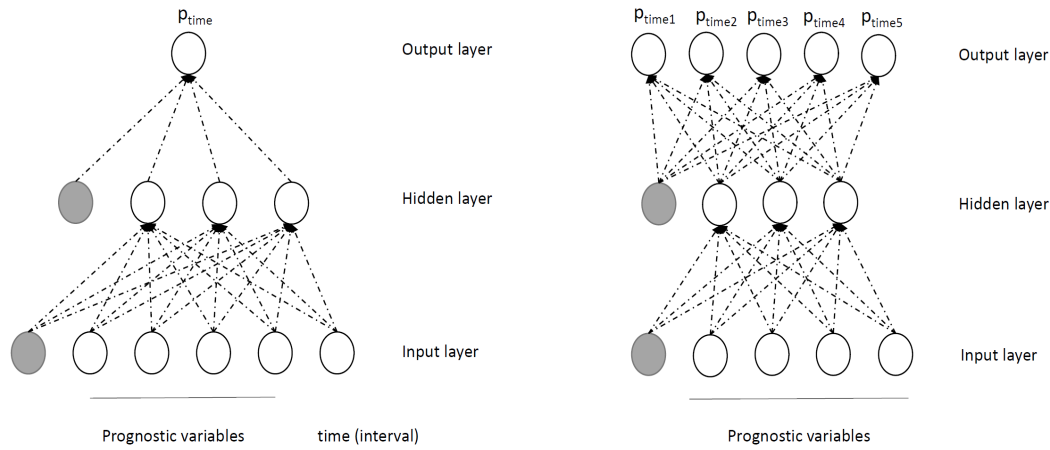 p_time
Output layer
Hidden layer
Input layer
Prognostic variables
time (interval)
p_time1 p_time2 p_time3 p_time4 p_time5
Output layer
Hidden layer
Input layer
Prognostic variables